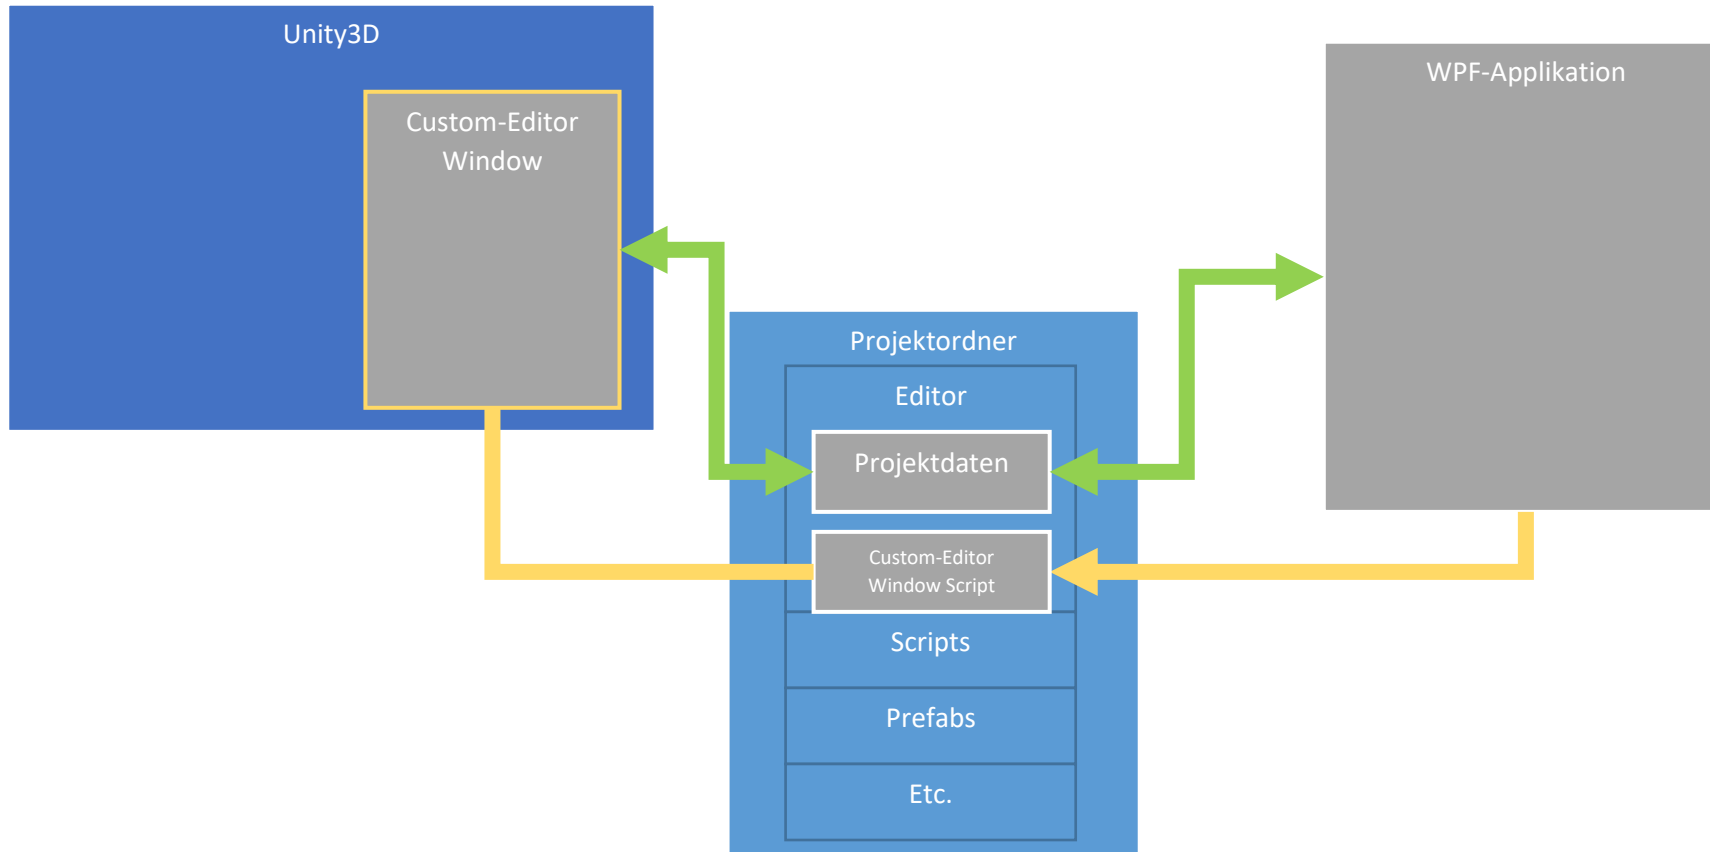 Unity3D
Custom-Editor
Window
WPF-Applikation
Projektordner
Editor
Projektdaten
Custom-Editor
Window Script
Scripts
Prefabs
Etc.